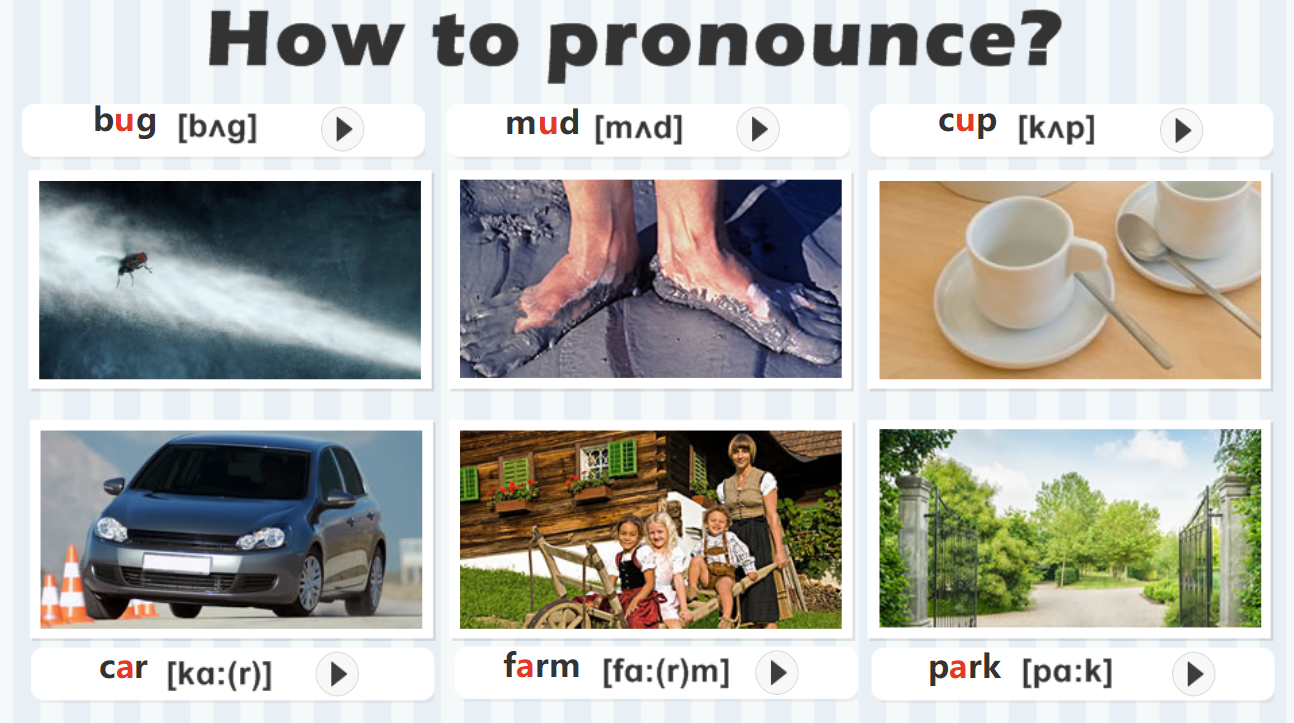 How to pronounce?
bug [bʌg]
mud [mʌd]
cup [kʌp]
car [kɑ:(r)]
farm [fɑ:(r)m]
park [pɑ:k]